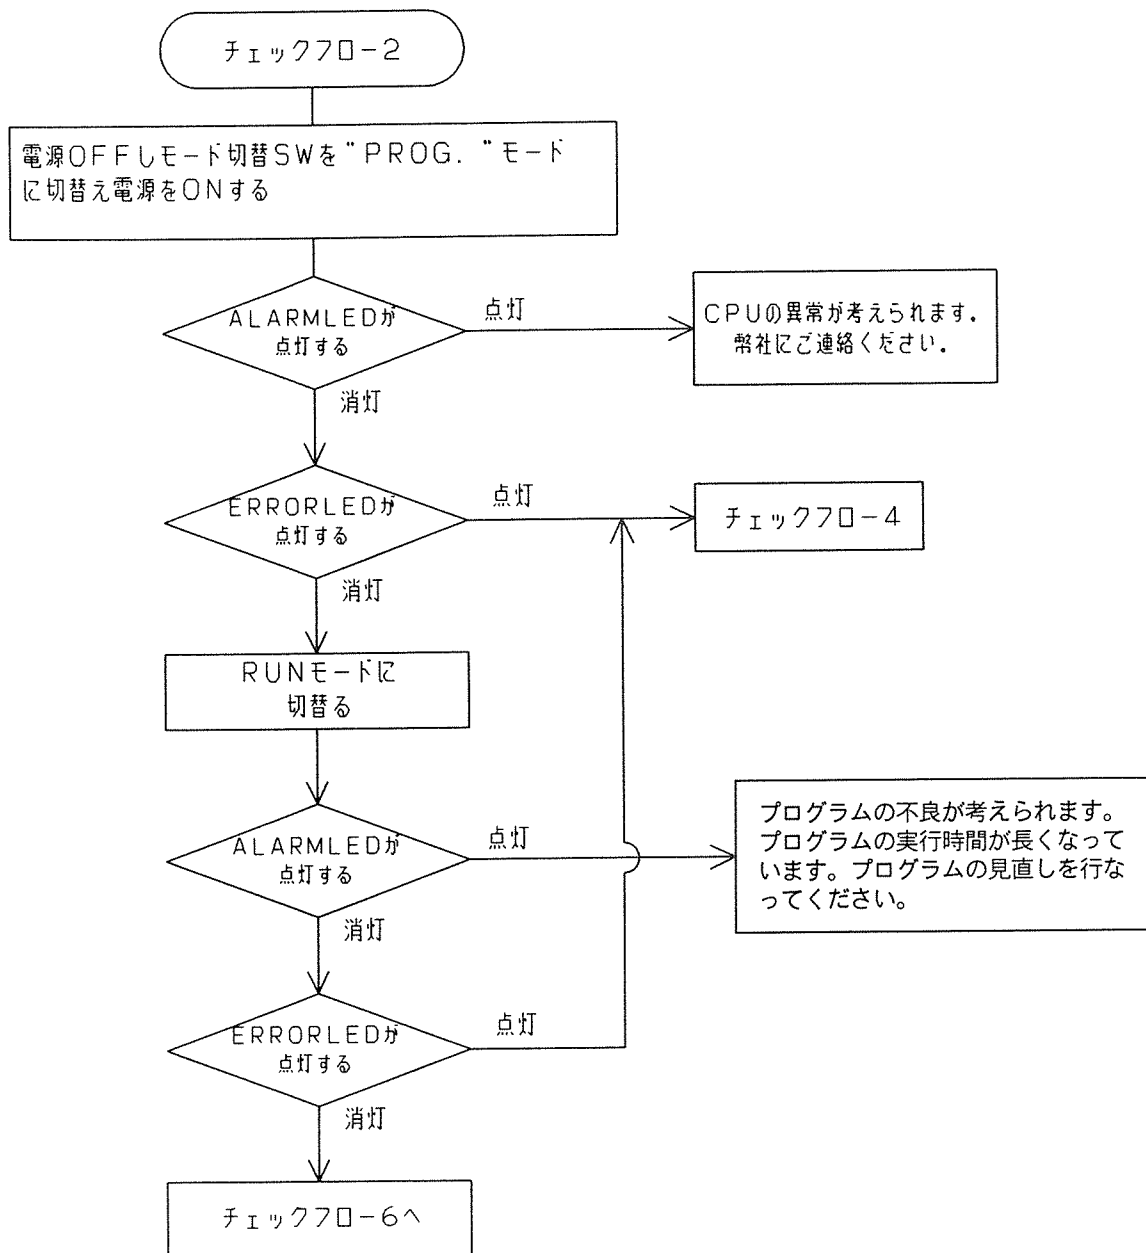 チェックフロー2
電源OFFしモード切替SWを"PROG. "モード
に切替え電源をONする
ALARMLEDが
点灯する
点灯
CPUの異常が考えられます.
弊社にご連絡ください.
消灯
ERRORLEDが
点灯する
点灯
チェックフロー4
消灯
RUNモードに
切替る
ALARMLEDが
点灯する
点灯
プログラムの不良が考えられます。
プログラムの実行時間が長くなって
います。プログラムの見直しを行な
ってください。
消灯
ERRORLEDが
点灯する
点灯
消灯
チェックフロー6へ